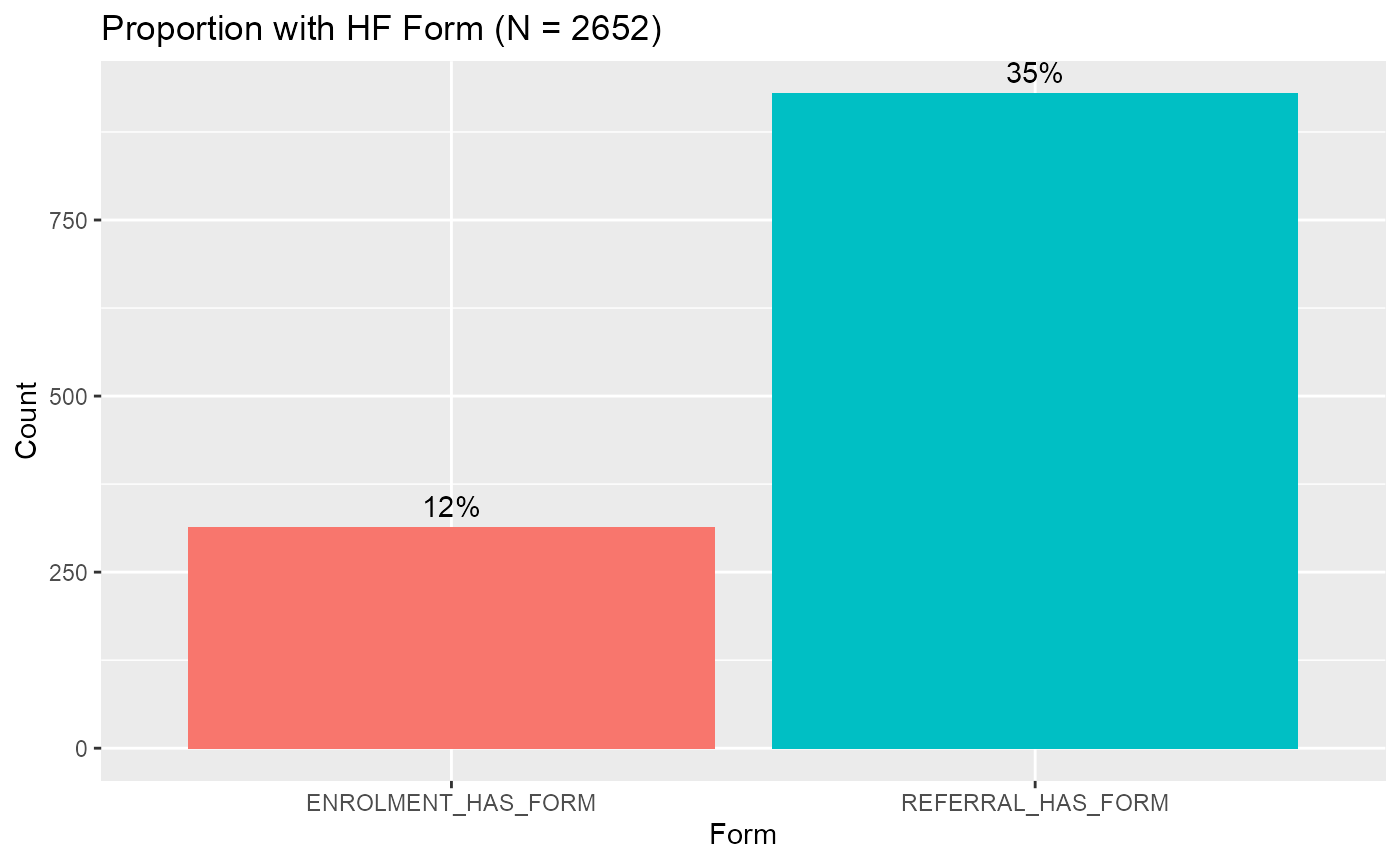 Proportion with HF Form (N = 2652)
35%
750
500
Count
12%
250
0
ENROLMENT_HAS_FORM
REFERRAL_HAS_FORM
Form